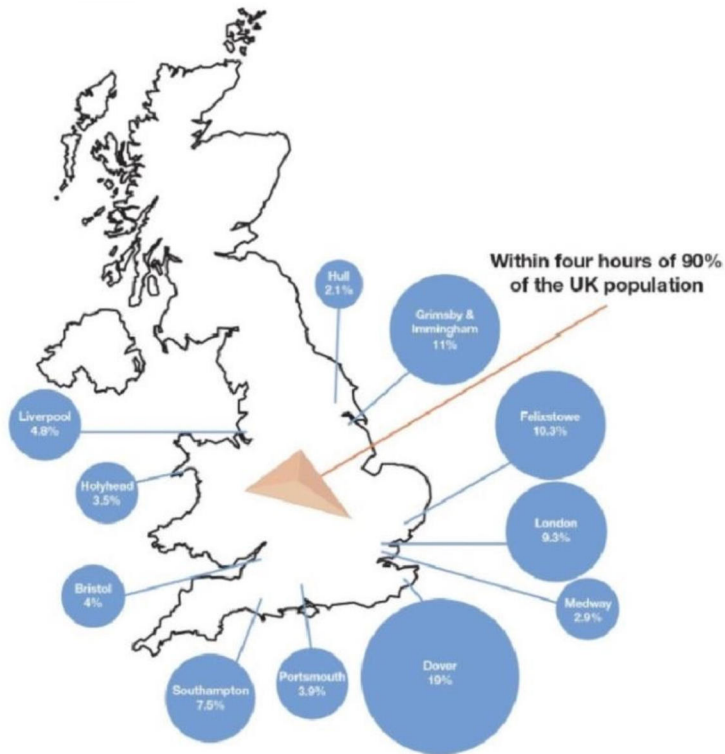 Within four hours of 90%
of the UK population
Hull
2.1%
Grimsby &
Immingham
11%
Liverpool
4.8%
Felixstowe
10.3%
Holyhead
3.5%
London
9.3%
Bristol
4%
Medway
2.9%
Southampton
7.5%
Portsmouth
3.9%
Dover
19%